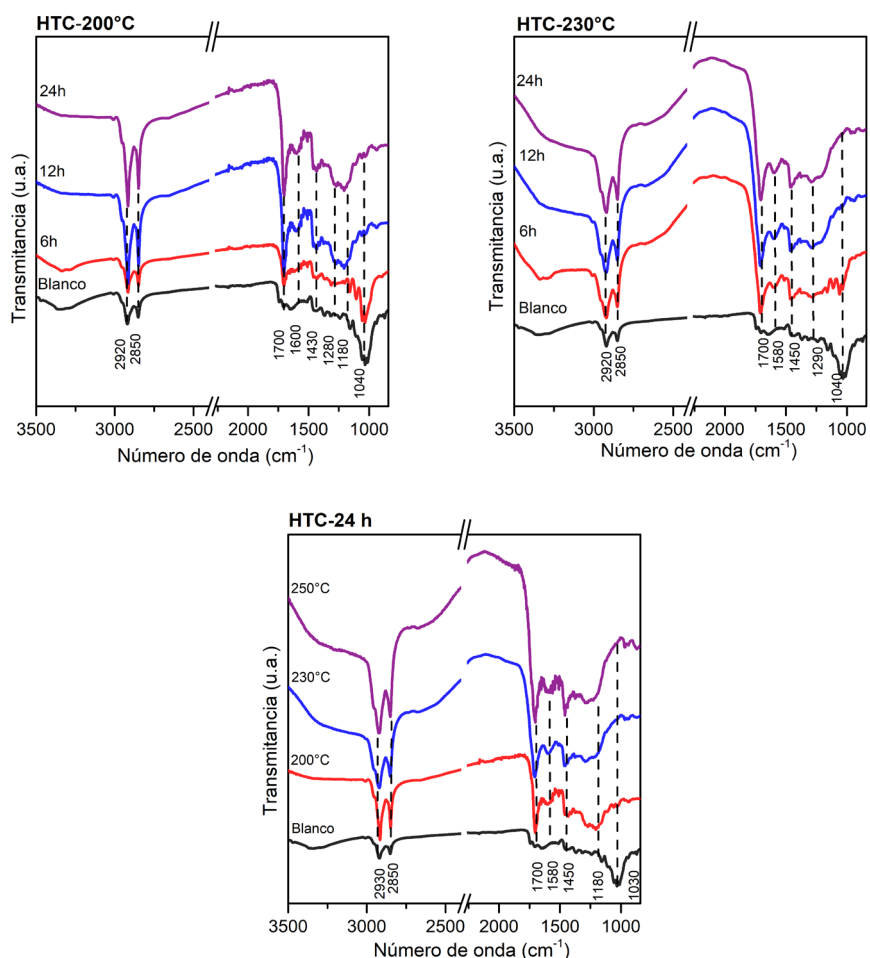 HTC-200°C
24h
12h
6h
Blanco
Transmitancia (u.a.)
2920
2850
1700
1600
1430
1280
1180
1040
3500 3000 2500 2000 1500 1000
Número de onda (cm⁻¹)
HTC-230°C
24h
12h
6h
Blanco
Transmitancia (u.a.)
2920
2850
1700
1580
1450
1290
1040
3500 3000 2500 2000 1500 1000
Número de onda (cm⁻¹)
HTC-24 h
250°C
230°C
200°C
Blanco
Transmitancia (u.a.)
2930
2850
1700
1580
1450
1180
1030
3500 3000 2500 2000 1500 1000
Número de onda (cm⁻¹)